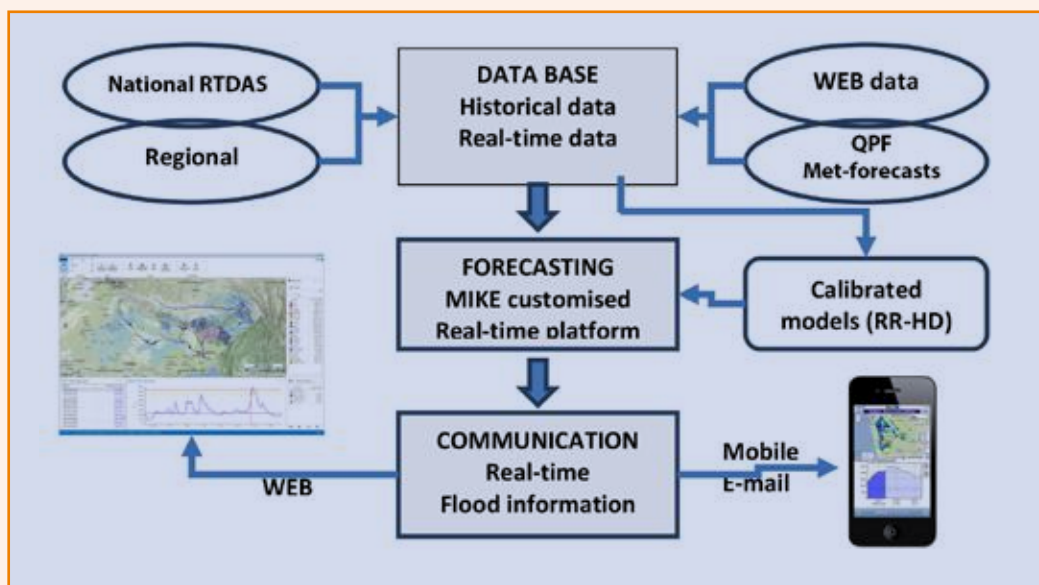 National RTDAS
Regional
DATA BASE
Historical data
Real-time data
WEB data
QPF
Met-forecasts
FORECASTING
MIKE customised
Real-time platform
Calibrated
models (RR-HD)
COMMUNICATION
Real-time
Flood information
WEB
Mobile
E-mail